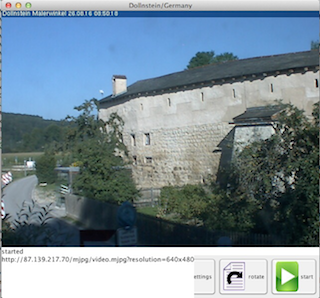 Dollnstein/Germany
Dollnstein Malerwinkel 28.08.16 08:50:18
started
http://87.139.217.70/mjpg/video.mjpg?resolution=640x480
ettings
rotate
start